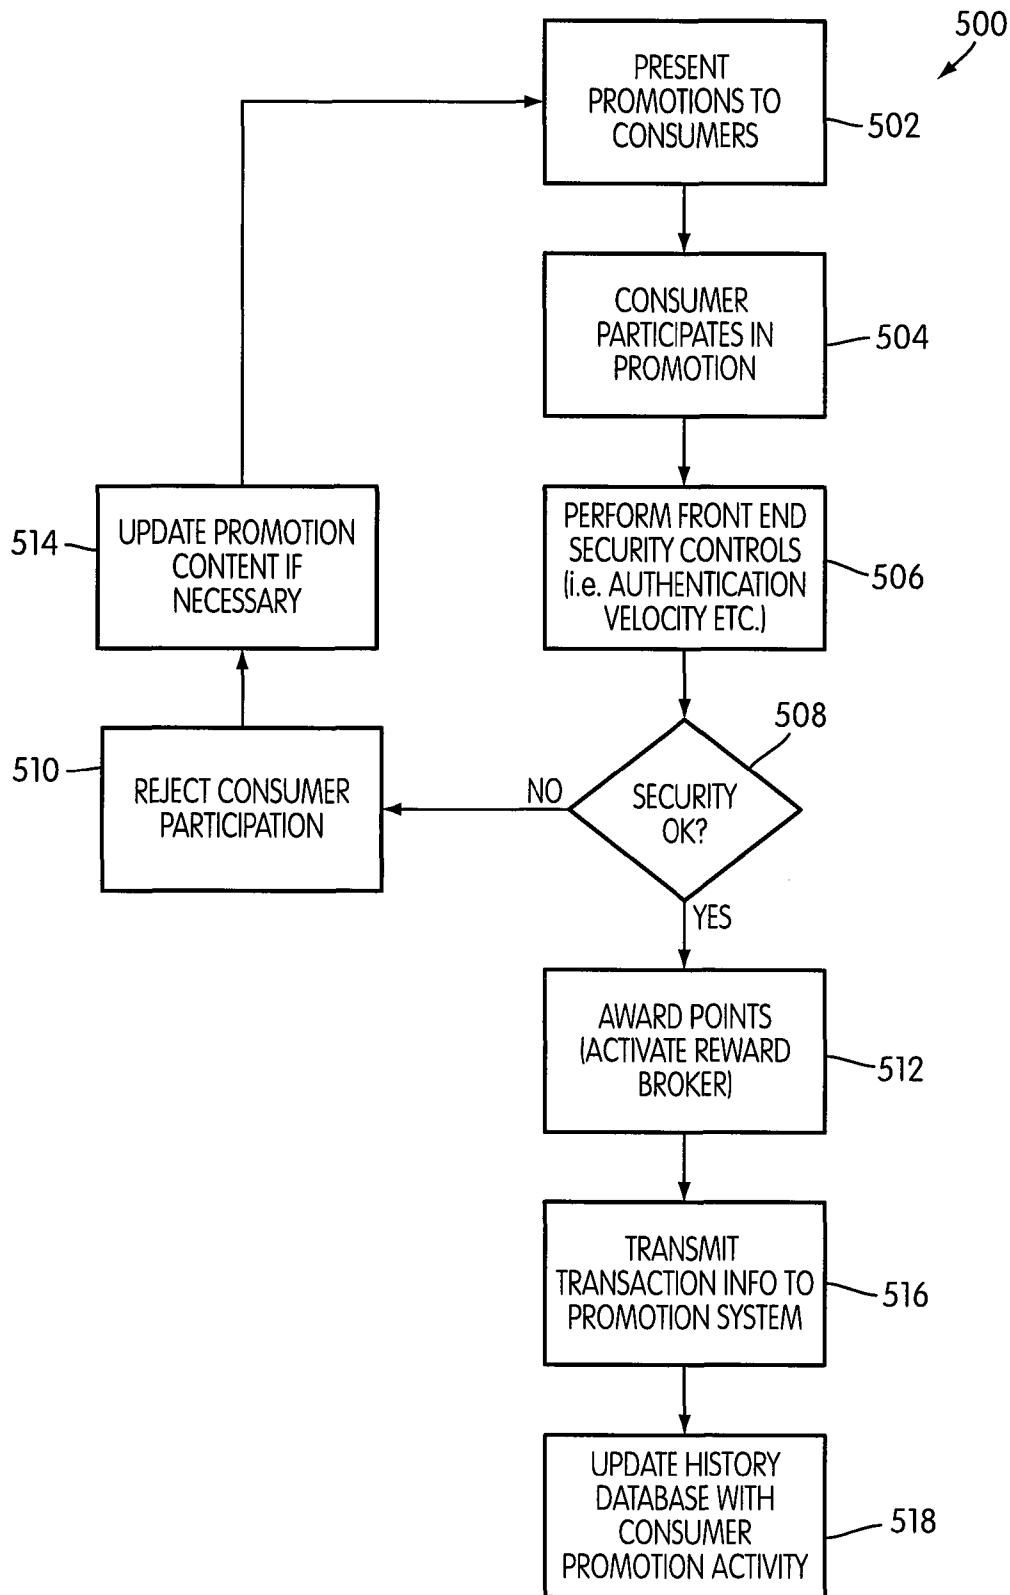 500
PRESENT
PROMOTIONS TO
CONSUMERS
502
CONSUMER
PARTICIPATES IN
PROMOTION
504
514
UPDATE PROMOTION
CONTENT IF
NECESSARY
PERFORM FRONT END
SECURITY CONTROLS
(i.e. AUTHENTICATION
VELOCITY ETC.)
506
508
510
REJECT CONSUMER
PARTICIPATION
NO
SECURITY
OK?
YES
AWARD POINTS
(ACTIVATE REWARD
BROKER)
512
TRANSMIT
TRANSACTION INFO TO
PROMOTION SYSTEM
516
UPDATE HISTORY
DATABASE WITH
CONSUMER
PROMOTION ACTIVITY
518